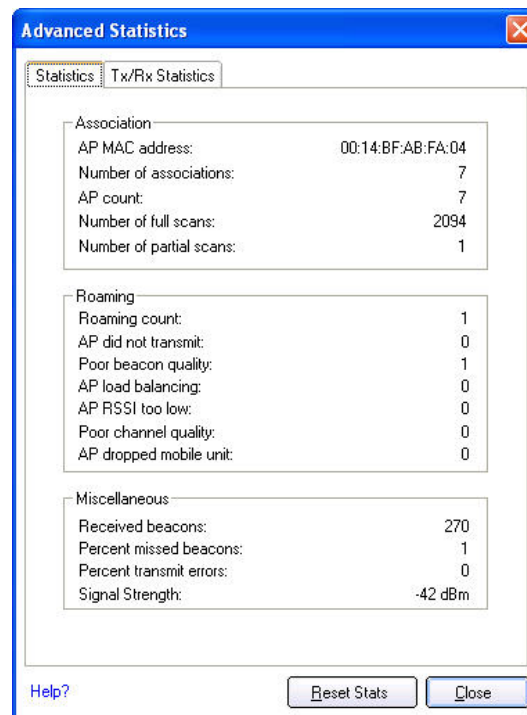 Advanced Statistics
Statistics Tx/Rx Statistics
Association
AP MAC address: 00:14:BF:AB:FA:04
Number of associations: 7
AP count: 7
Number of full scans: 2094
Number of partial scans: 1
Roaming
Roaming count: 1
AP did not transmit: 0
Poor beacon quality: 1
AP load balancing: 0
AP RSSI too low: 0
Poor channel quality: 0
AP dropped mobile unit: 0
Miscellaneous
Received beacons: 270
Percent missed beacons: 1
Percent transmit errors: 0
Signal Strength: -42 dBm
Help? Reset Stats Close